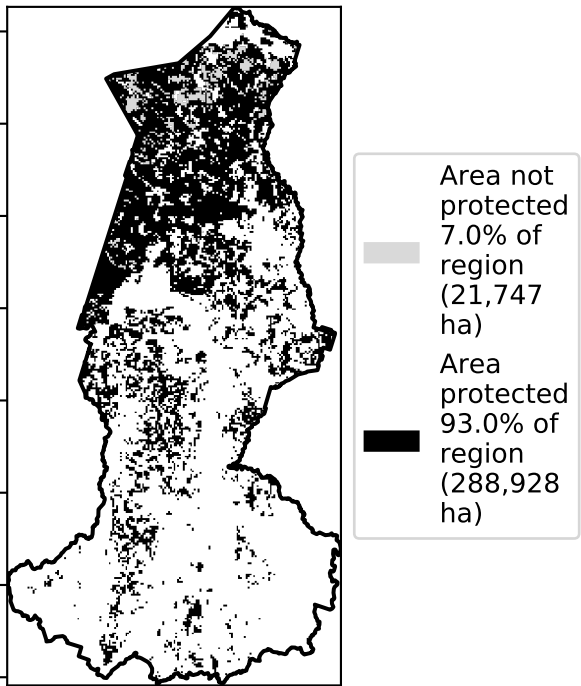 Area not
protected
7.0% of
region
(21,747
ha)
Area
protected
93.0% of
region
(288,928
ha)